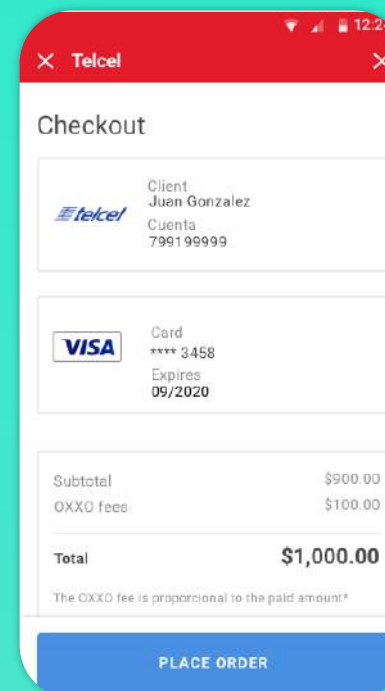 12:2
Telcel
Checkout
telcel
Client
Juan Gonzalez
Cuenta
799199999
VISA
Card
**** 3458
Expires
09/2020
Subtotal $900.00
OXXO fees $100.00
Total $1,000.00
The OXXO fee is proporcional to the paid amount*
PLACE ORDER